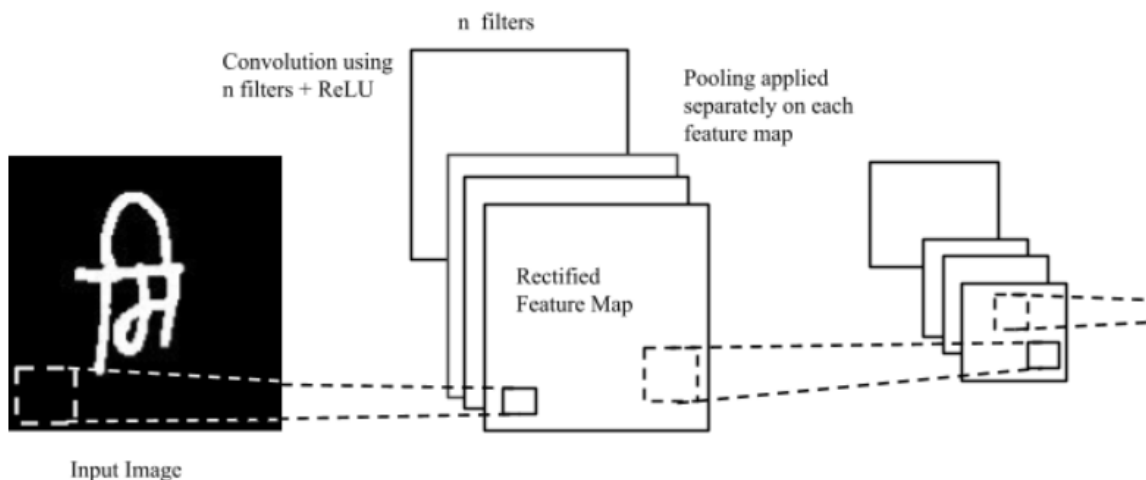 n filters
Convolution using
n filters + ReLU
Pooling applied
separately on each
feature map
मि
Rectified
Feature Map
Input Image